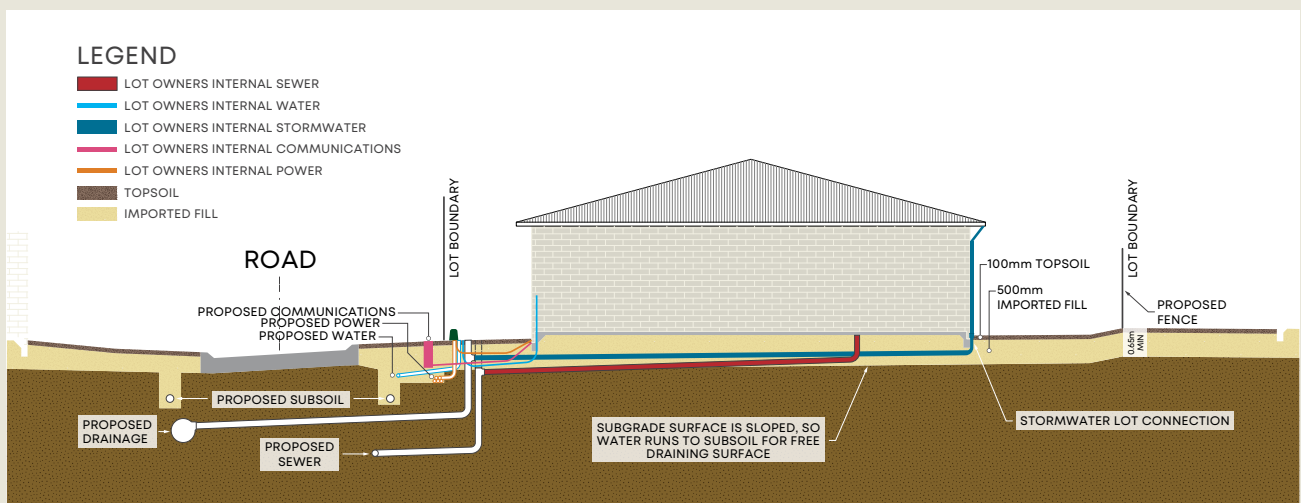 LEGEND
LOT OWNERS INTERNAL SEWER
LOT OWNERS INTERNAL WATER
LOT OWNERS INTERNAL STORMWATER
LOT OWNERS INTERNAL COMMUNICATIONS
LOT OWNERS INTERNAL POWER
TOPSOIL
IMPORTED FILL
ROAD
LOT BOUNDARY
PROPOSED COMMUNICATIONS
PROPOSED POWER
PROPOSED WATER
100mm TOPSOIL
500mm
IMPORTED FILL
LOT BOUNDARY
PROPOSED
FENCE
0.65m
MIN
PROPOSED SUBSOIL
PROPOSED
DRAINAGE
PROPOSED
SEWER
SUBGRADE SURFACE IS SLOPED, SO
WATER RUNS TO SUBSOIL FOR FREE
DRAINING SURFACE
STORMWATER LOT CONNECTION